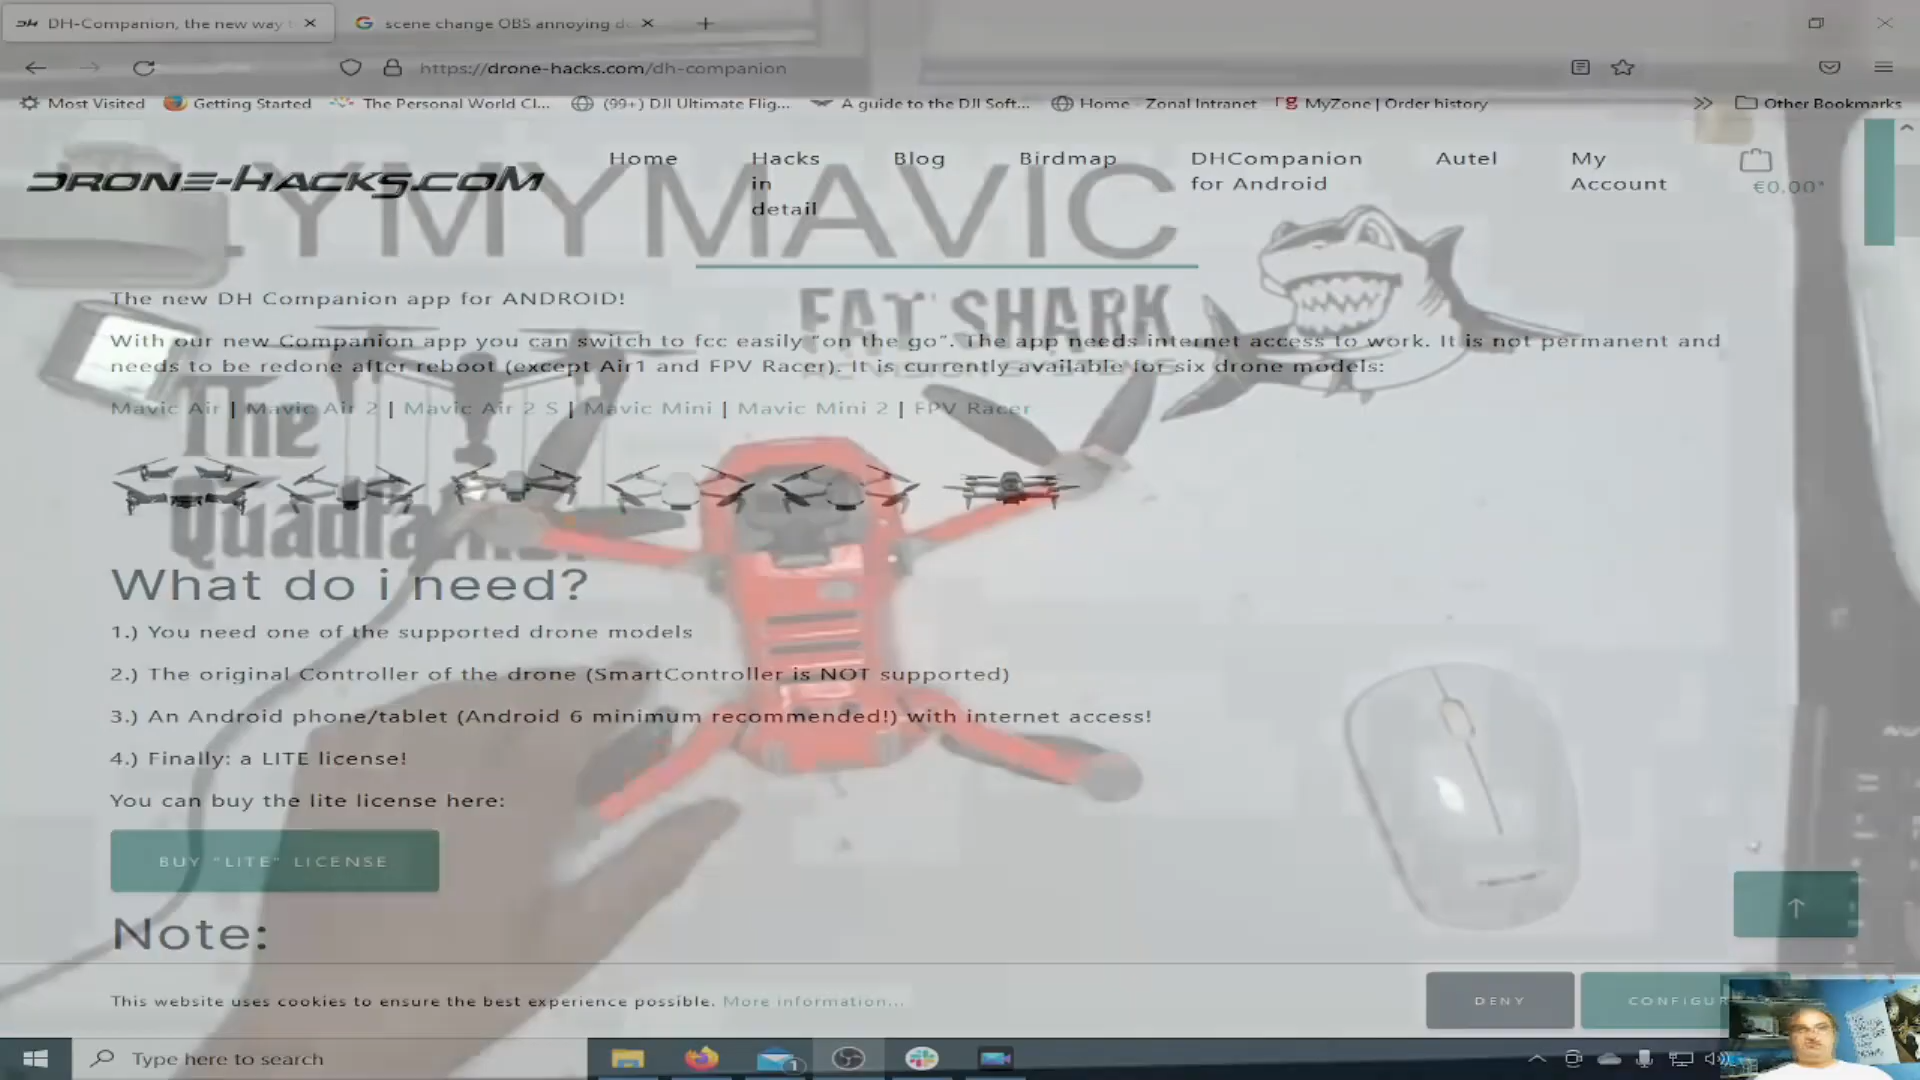 DH-Companion, the new way
scene change OBS annoying d
https://drone-hacks.com/dh-companion
Most Visited
Getting Started
The Personal World Cl...
(99+) DJI Ultimate Flig...
A guide to the DJI Soft...
Home - Zonal Intranet
MyZone | Order history
Other Bookmarks
DRONE-HACKS.COM
Home
Hacks in detail
Blog
Birdmap
DHCompanion for Android
Autel
My Account
€0.00*
YMYMAVIC
FAT SHARK
The new DH Companion app for ANDROID!
With our new Companion app you can switch to fcc easily "on the go". The app needs internet access to work. It is not permanent and
needs to be redone after reboot (except Air1 and FPV Racer). It is currently available for six drone models:
Mavic Air | Mavic Air 2 | Mavic Air 2 S | Mavic Mini | Mavic Mini 2 | FPV Racer
The
What do i need?
1.) You need one of the supported drone models
2.) The original Controller of the drone (SmartController is NOT supported)
3.) An Android phone/tablet (Android 6 minimum recommended!) with internet access!
4.) Finally: a LITE license!
You can buy the lite license here:
BUY "LITE" LICENSE
Note:
This website uses cookies to ensure the best experience possible. More information...
DENY
CONFIGUR
Type here to search
1